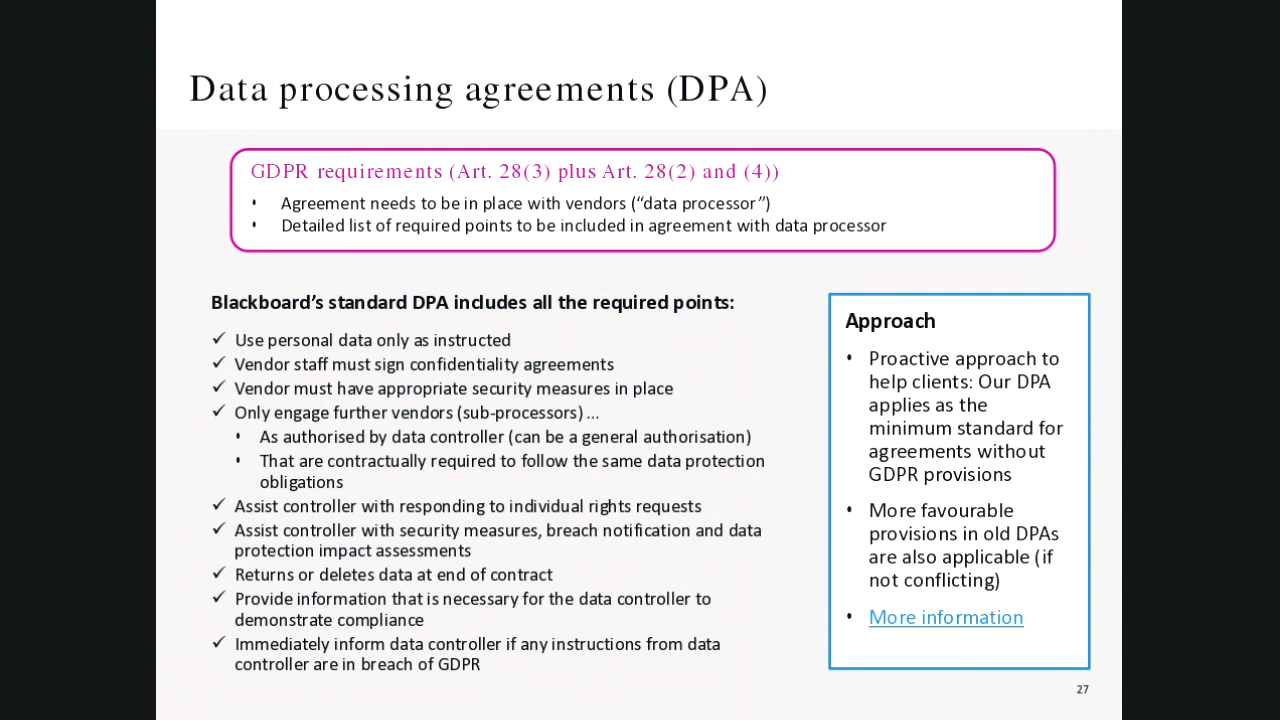 Data processing agreements (DPA)
GDPR requirements (Art. 28(3) plus Art. 28(2) and (4))
• Agreement needs to be in place with vendors (“data processor”)
• Detailed list of required points to be included in agreement with data processor
Blackboard’s standard DPA includes all the required points:
✓ Use personal data only as instructed
✓ Vendor staff must sign confidentiality agreements
✓ Vendor must have appropriate security measures in place
✓ Only engage further vendors (sub-processors) ...
• As authorised by data controller (can be a general authorisation)
• That are contractually required to follow the same data protection
obligations
✓ Assist controller with responding to individual rights requests
✓ Assist controller with security measures, breach notification and data
protection impact assessments
✓ Returns or deletes data at end of contract
✓ Provide information that is necessary for the data controller to
demonstrate compliance
✓ Immediately inform data controller if any instructions from data
controller are in breach of GDPR
Approach
• Proactive approach to
help clients: Our DPA
applies as the
minimum standard for
agreements without
GDPR provisions
• More favourable
provisions in old DPAs
are also applicable (if
not conflicting)
• More information
27